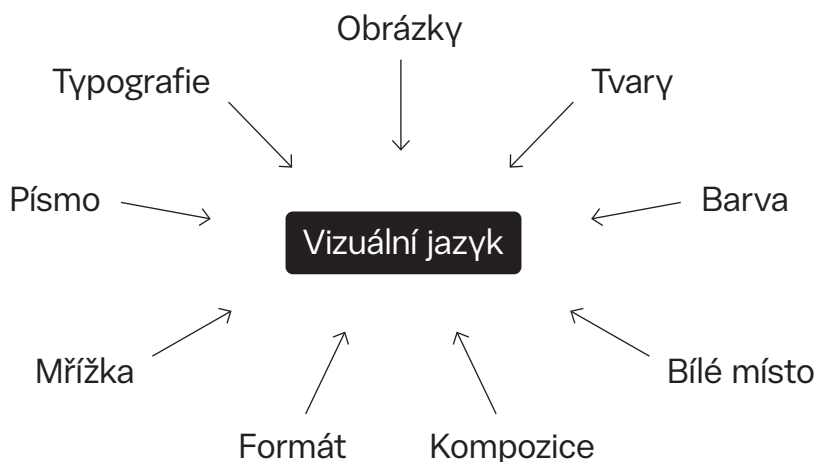 Obrázky
Typografie
Tvary
Písmo
Barva
Vizuální jazyk
Mřížka
Bílé místo
Formát
Kompozice